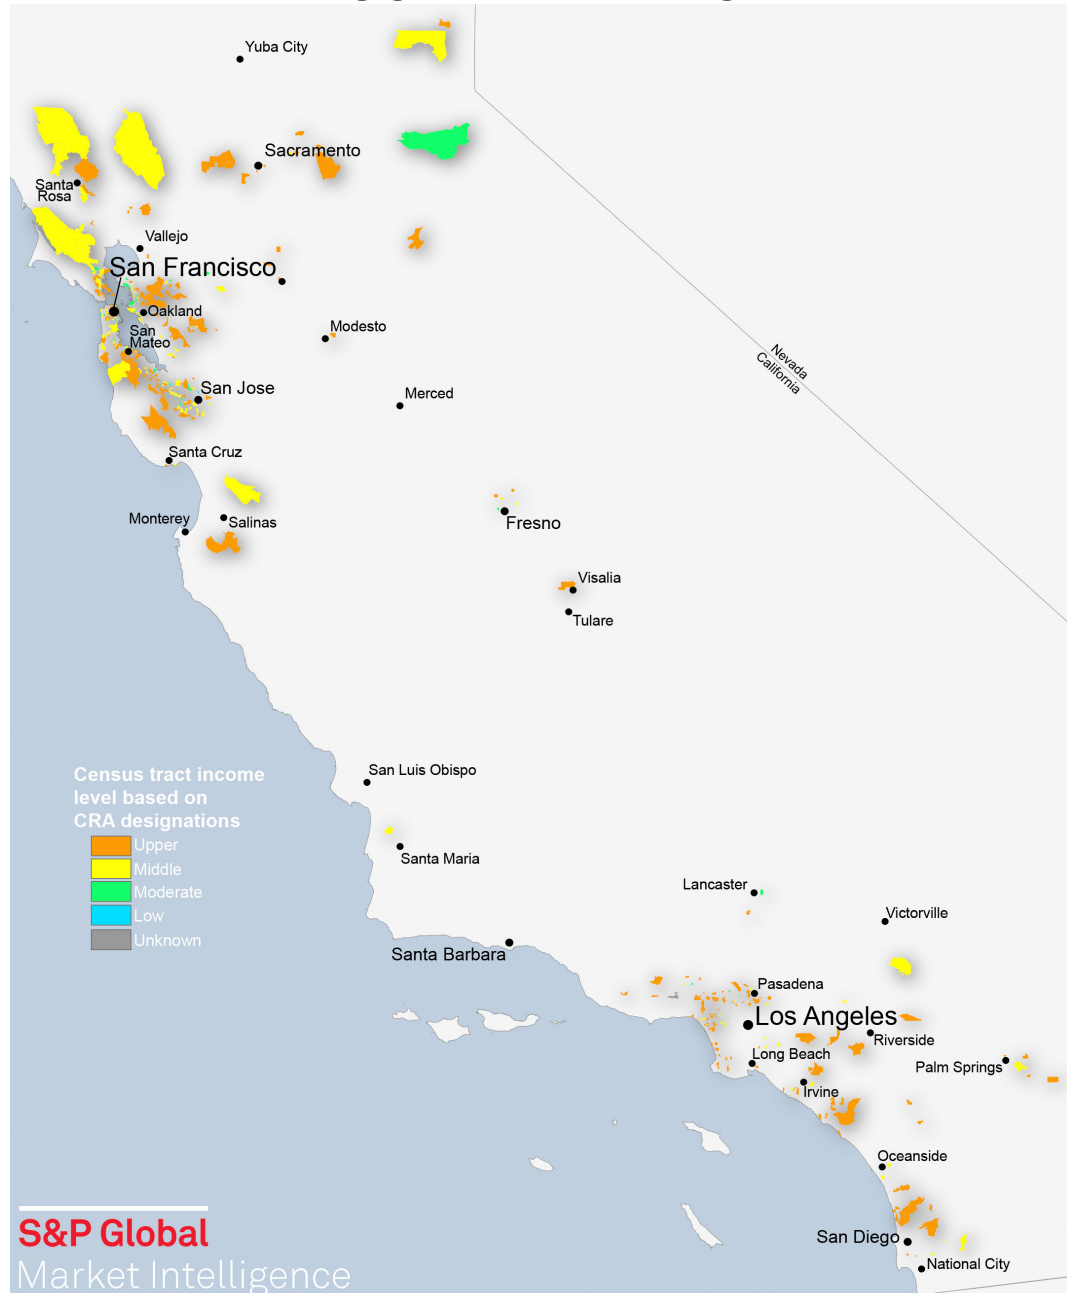 Yuba City
Sacramento
Santa
Rosa
Vallejo
San Francisco
Oakland
San
Mateo
Modesto
Nevada
California
San Jose
Merced
Santa Cruz
Monterey
Salinas
Fresno
Visalia
Tulare
San Luis Obispo
Census tract income
level based on
CRA designations
Upper
Middle
Moderate
Low
Unknown
Santa Maria
Lancaster
Victorville
Santa Barbara
Pasadena
Los Angeles
Riverside
Long Beach
Palm Springs
Irvine
Oceanside
San Diego
National City
S&P Global
Market Intelligence